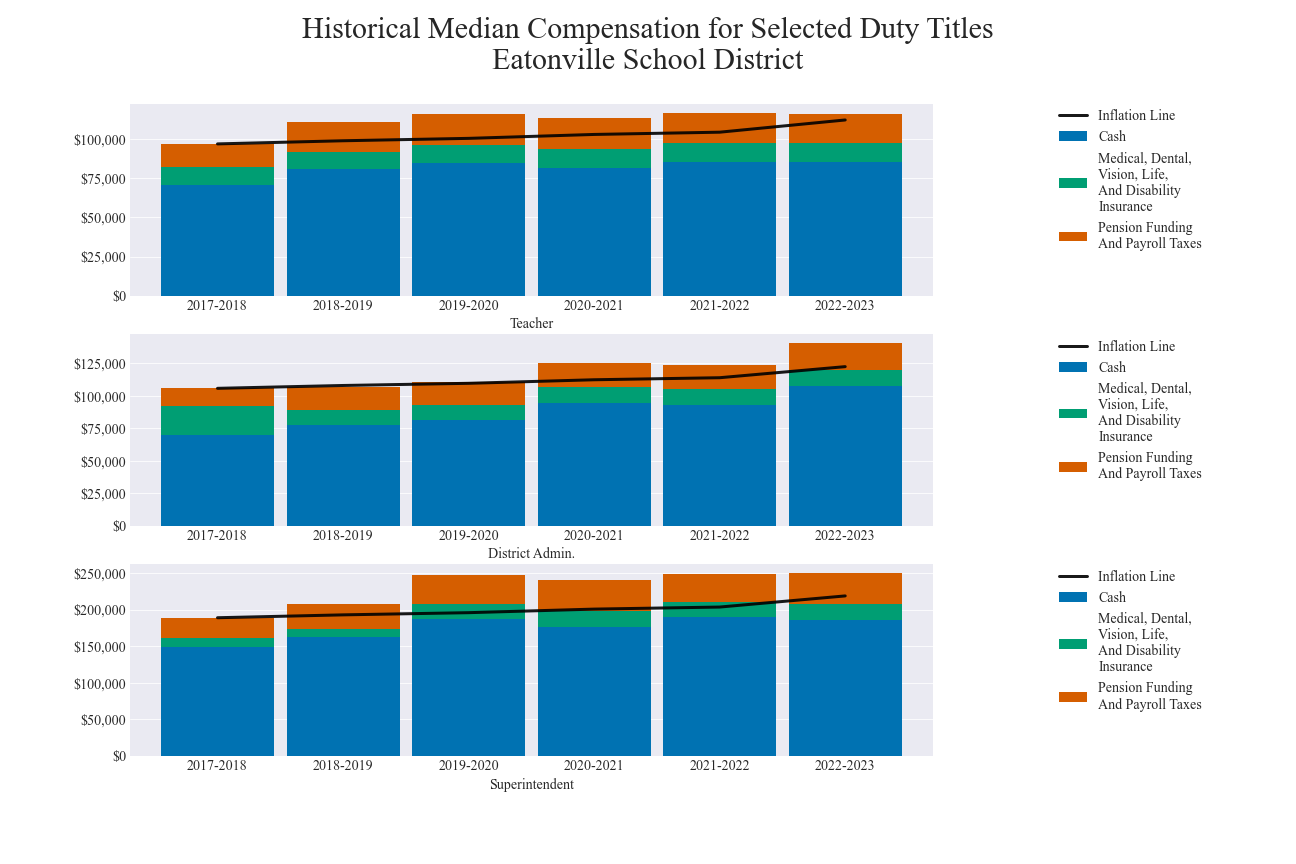 Historical Median Compensation for Selected Duty Titles
Eatonville School District
$100,000
$75,000
$50,000
$25,000
$0
2017-2018 2018-2019 2019-2020 2020-2021 2021-2022 2022-2023
Teacher
Inflation Line
Cash
Medical, Dental,
Vision, Life,
And Disability
Insurance
Pension Funding
And Payroll Taxes
$125,000
$100,000
$75,000
$50,000
$25,000
$0
2017-2018 2018-2019 2019-2020 2020-2021 2021-2022 2022-2023
District Admin.
Inflation Line
Cash
Medical, Dental,
Vision, Life,
And Disability
Insurance
Pension Funding
And Payroll Taxes
$250,000
$200,000
$150,000
$100,000
$50,000
$0
2017-2018 2018-2019 2019-2020 2020-2021 2021-2022 2022-2023
Superintendent
Inflation Line
Cash
Medical, Dental,
Vision, Life,
And Disability
Insurance
Pension Funding
And Payroll Taxes